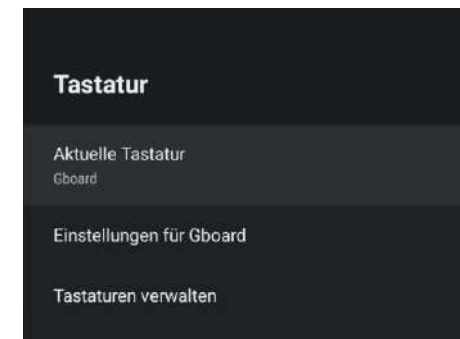 Tastatur
Aktuelle Tastatur
Gboard
Einstellungen für Gboard
Tastaturen verwalten